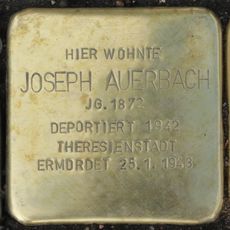 HIER WOHNTE
JOSEPH AUERBACH
JG. 1872
DEPORTIERT 1942
THERESIENSTADT
ERMORDET 25.1.1943